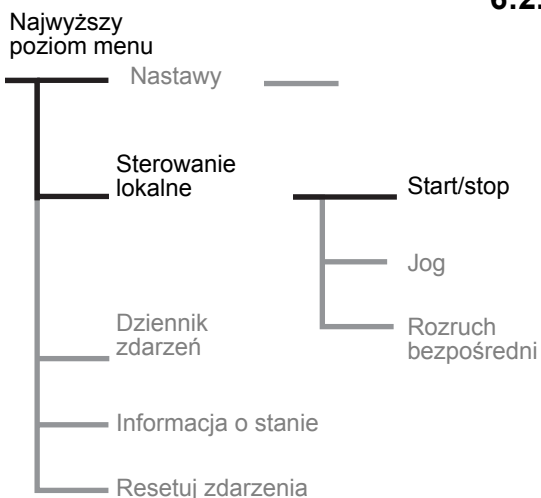 6.2.
Najwyższy
poziom menu
Nastawy
Sterowanie
lokalne
Start/stop
Jog
Dziennik
zdarzeń
Rozruch
bezpośredni
Informacja o stanie
Resetuj zdarzenia